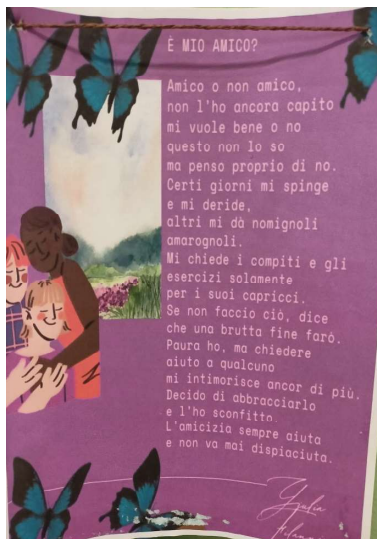 È MIO AMICO?
Amico o non amico,
non l'ho ancora capito
mi vuole bene o no
questo non lo so
ma penso proprio di no.
Certi giorni mi spinge
e mi deride,
altri mi dà nomignoli
amarognoli.
Mi chiede i compiti e gli
esercizi solamente
per i suoi capricci.
Se non faccio ciò, dice
che una brutta fine farò.
Paura ho, ma chiedere
aiuto a qualcuno
mi intimorisce ancor di più.
Decido di abbracciarlo
e l'ho sconfitto.
L'amicizia sempre aiuta
e non va mai dispiaciuta.